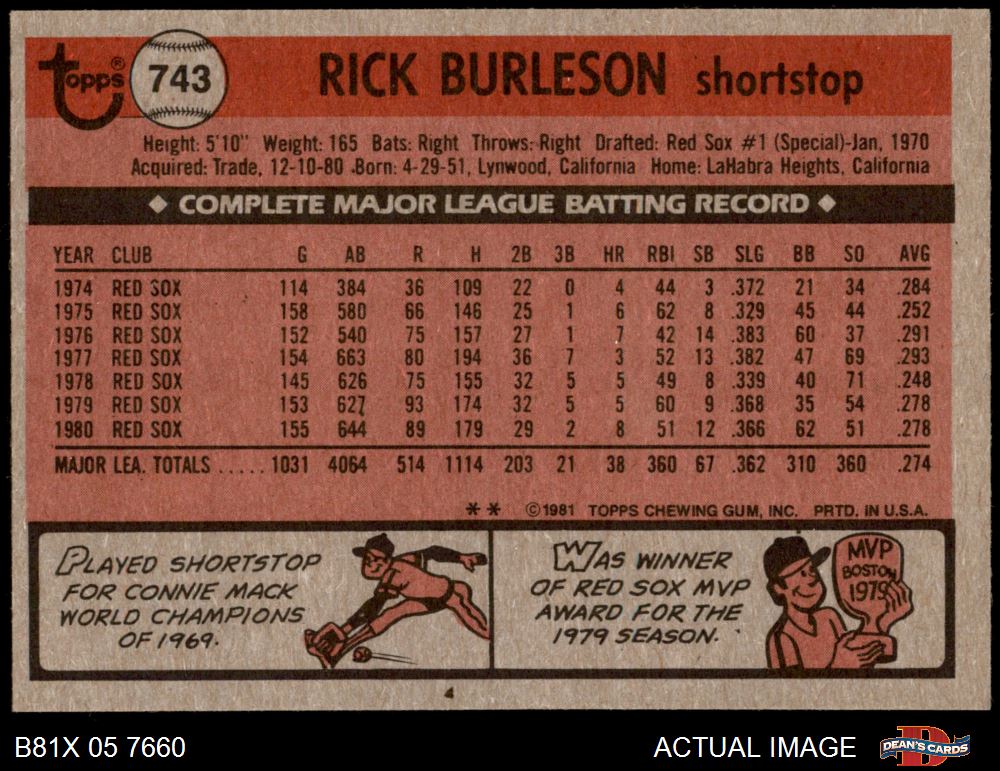 topps® 743 RICK BURLESON shortstop
Height: 5'10" Weight: 165 Bats: Right Throws: Right Drafted: Red Sox #1 (Special)-Jan, 1970
Acquired: Trade, 12-10-80 Born: 4-29-51, Lynwood, California Home: LaHabra Heights, California
◆ COMPLETE MAJOR LEAGUE BATTING RECORD ◆
YEAR CLUB G AB R H 2B 3B HR RBI SB SLG BB SO AVG
1974 RED SOX 114 384 36 109 22 0 4 44 3 .372 21 34 .284
1975 RED SOX 158 580 66 146 25 1 6 62 8 .329 45 44 .252
1976 RED SOX 152 540 75 157 27 1 7 42 14 .383 60 37 .291
1977 RED SOX 154 663 80 194 36 7 3 52 13 .382 47 69 .293
1978 RED SOX 145 626 75 155 32 5 5 49 8 .339 40 71 .248
1979 RED SOX 153 627 93 174 32 5 5 60 9 .368 35 54 .278
1980 RED SOX 155 644 89 179 29 2 8 51 12 .366 62 51 .278
MAJOR LEA. TOTALS ..... 1031 4064 514 1114 203 21 38 360 67 .362 310 360 .274
** ©1981 TOPPS CHEWING GUM, INC. PRTD. IN U.S.A.
PLAYED SHORTSTOP
FOR CONNIE MACK
WORLD CHAMPIONS
OF 1969.
WAS WINNER
OF RED SOX MVP
AWARD FOR THE
1979 SEASON.
MVP
BOSTON
1979
B81X 05 7660
ACTUAL IMAGE
DEAN'S CARDS